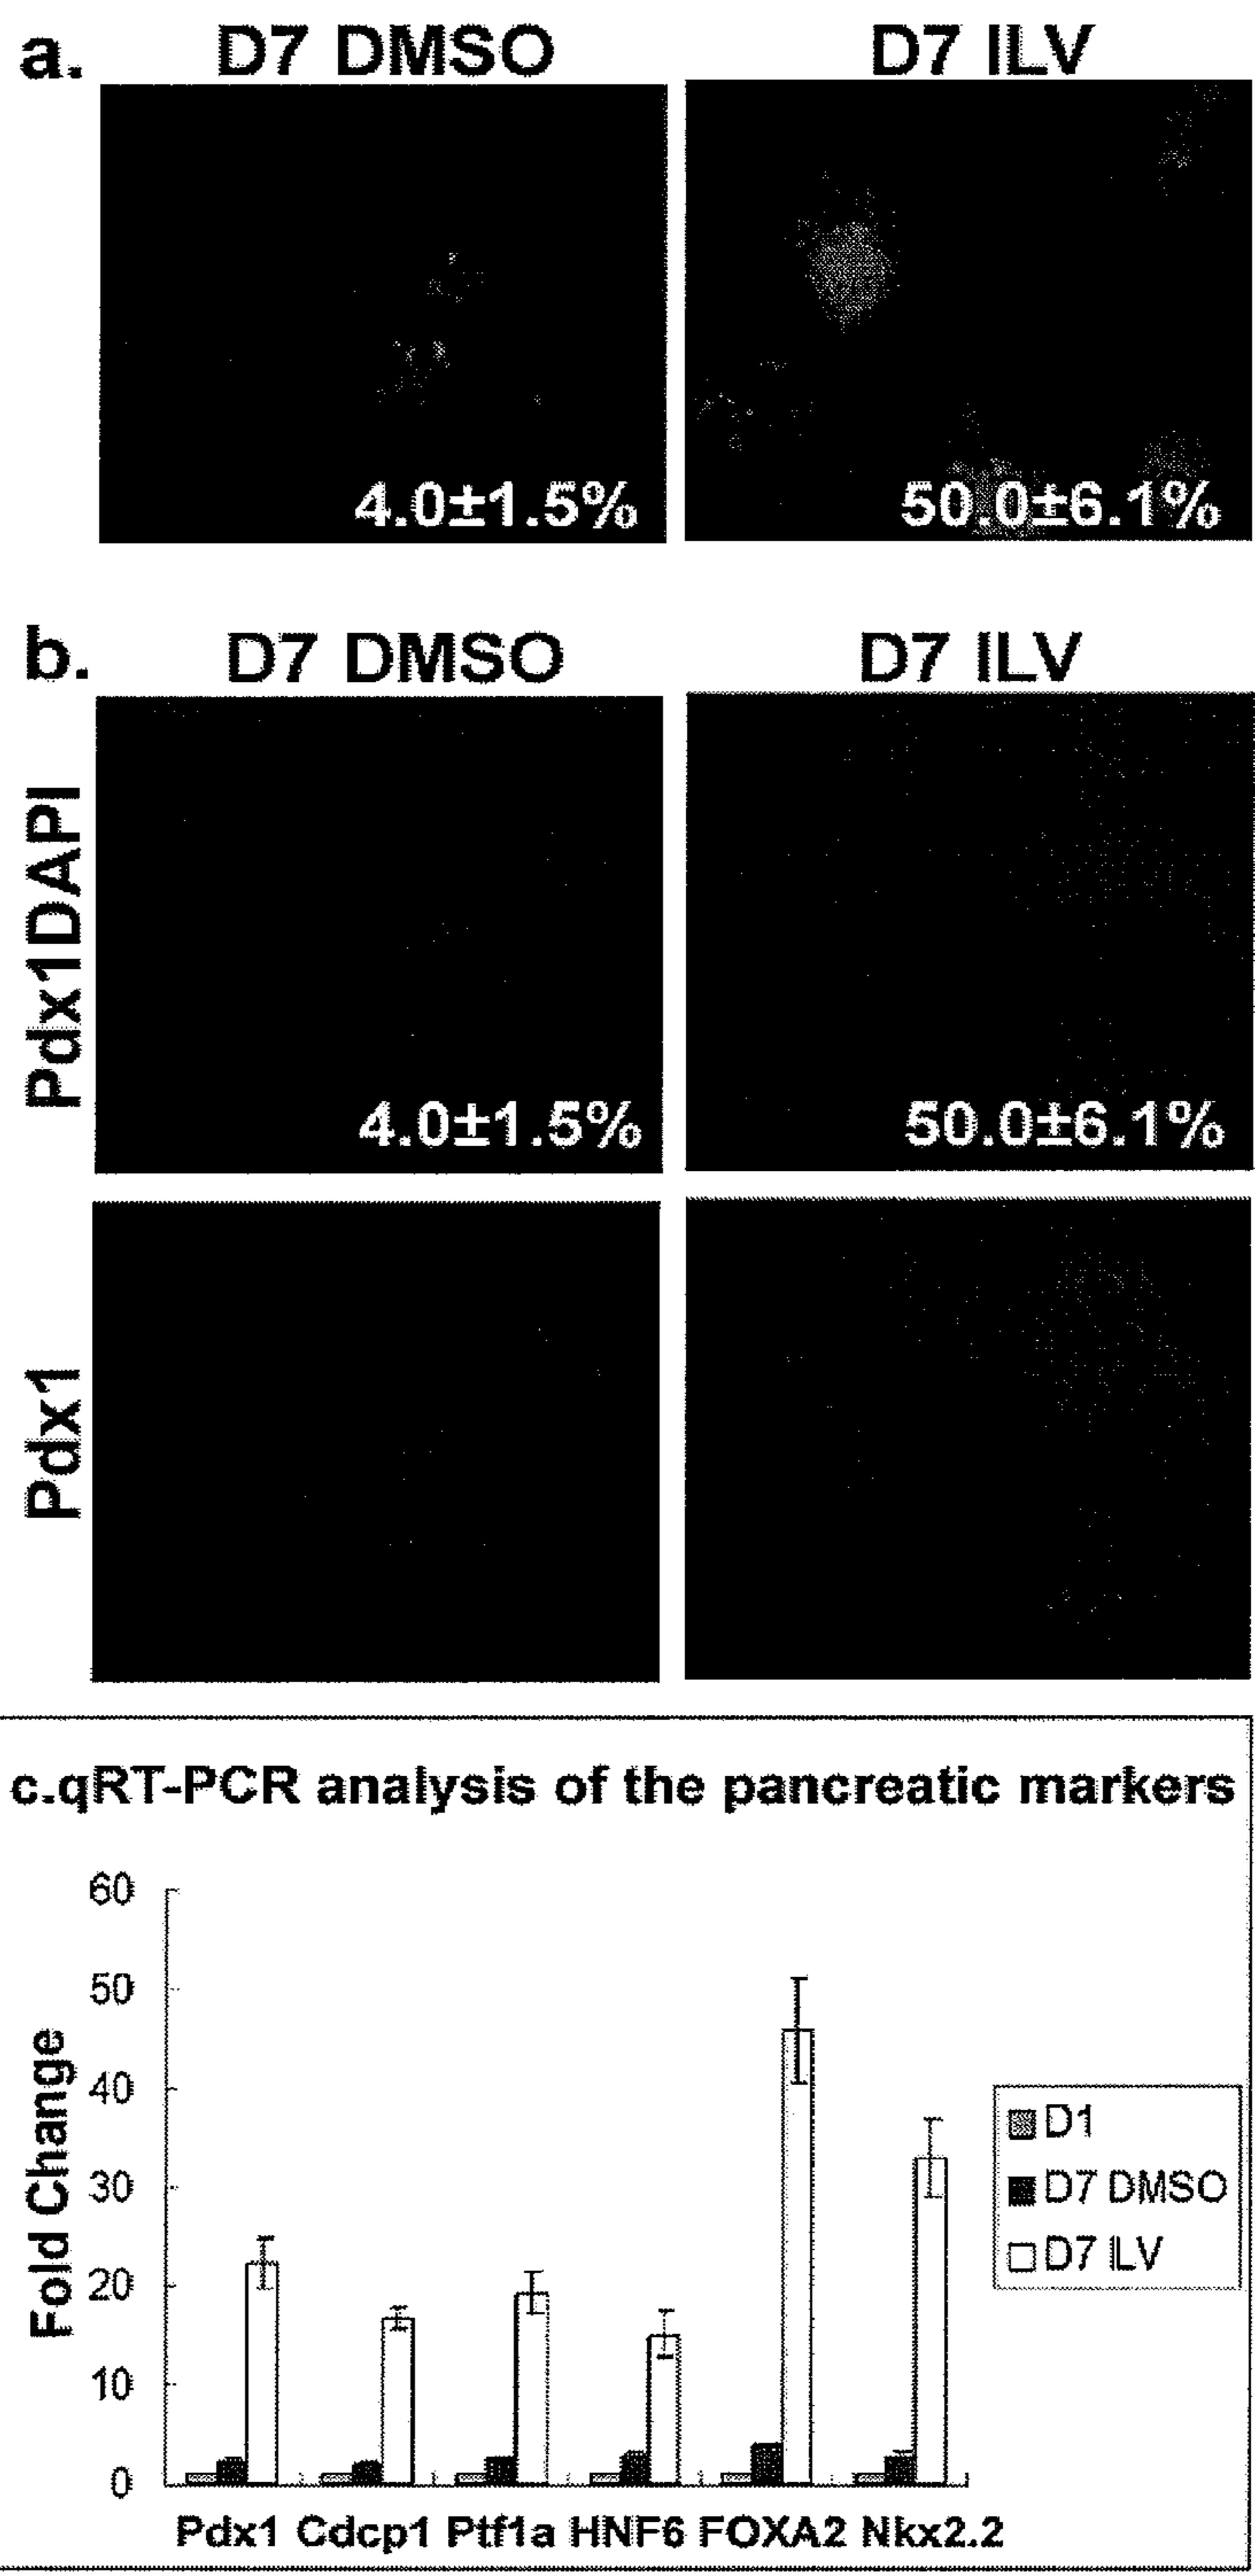 a. D7 DMSO D7 ILV
4.0±1.5% 50.0±6.1%
b. D7 DMSO D7 ILV
Pdx1DAPI
4.0±1.5% 50.0±6.1%
Pdx1
c.qRT-PCR analysis of the pancreatic markers
Fold Change
60
50
40
30
20
10
0
D1
D7 DMSO
D7 ILV
Pdx1 Cdcp1 Ptf1a HNF6 FOXA2 Nkx2.2